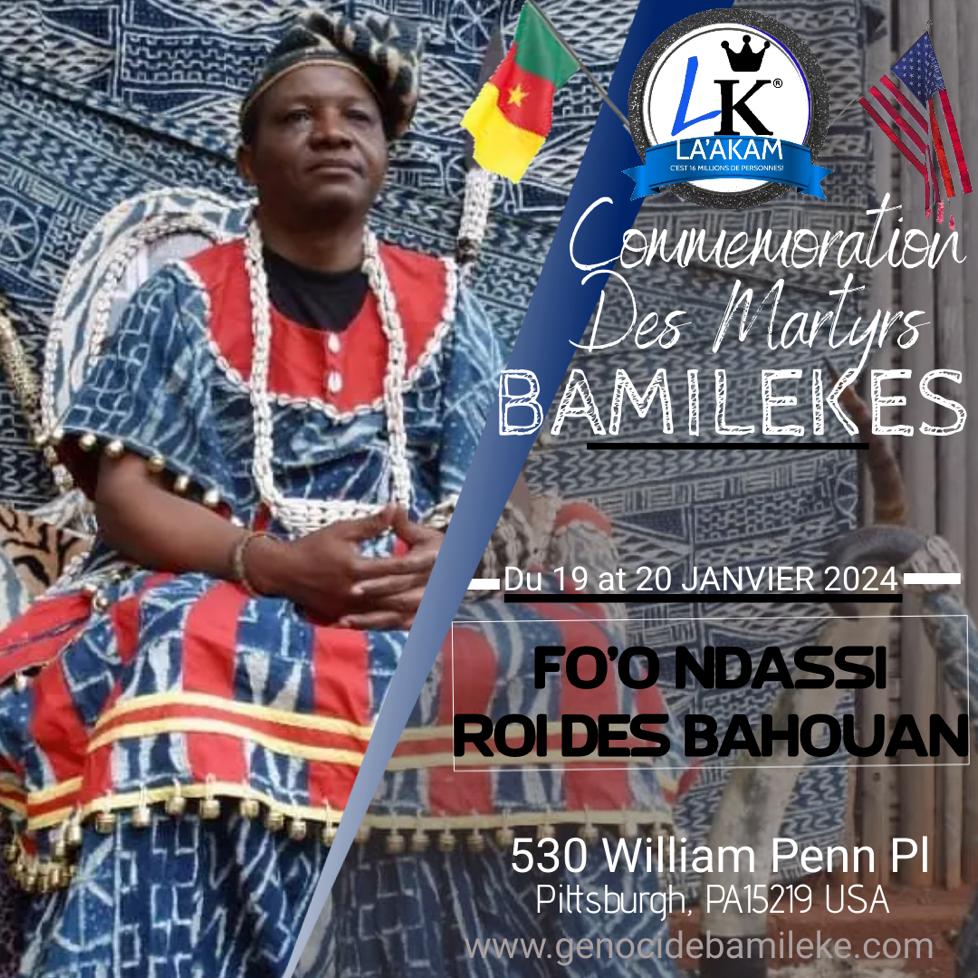 LK®
LA'AKAM
C'EST 16 MILLIONS DE PERSONNES!
Commemoration
Des Martyrs
BAMILEKES
Du 19 at 20 JANVIER 2024
FO'O NDASSI
ROI DES BAHOUAN
530 William Penn Pl
Pittsburgh, PA15219 USA
www.genocidebamileke.com